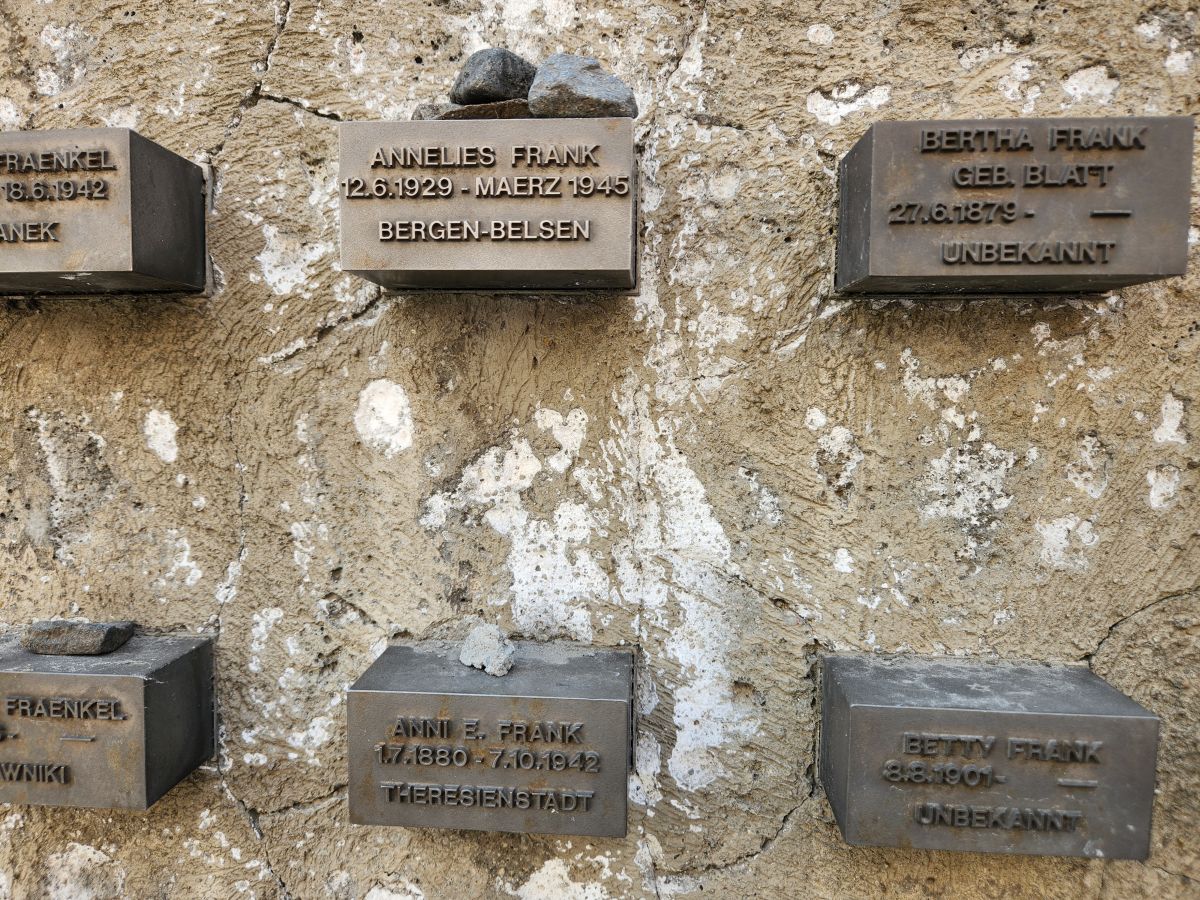 FRAENKEL
18.6.1942
ANEK
ANNELIES FRANK
12.6.1929 - MAERZ 1945
BERGEN-BELSEN
BERTHA FRANK
GEB. BLATT
27.6.1879 - —
UNBEKANNT
FRAENKEL
- —
AWNIKI
ANNI E. FRANK
1.7.1880 - 7.10.1942
THERESIENSTADT
BETTY FRANK
8.8.1901 - —
UNBEKANNT